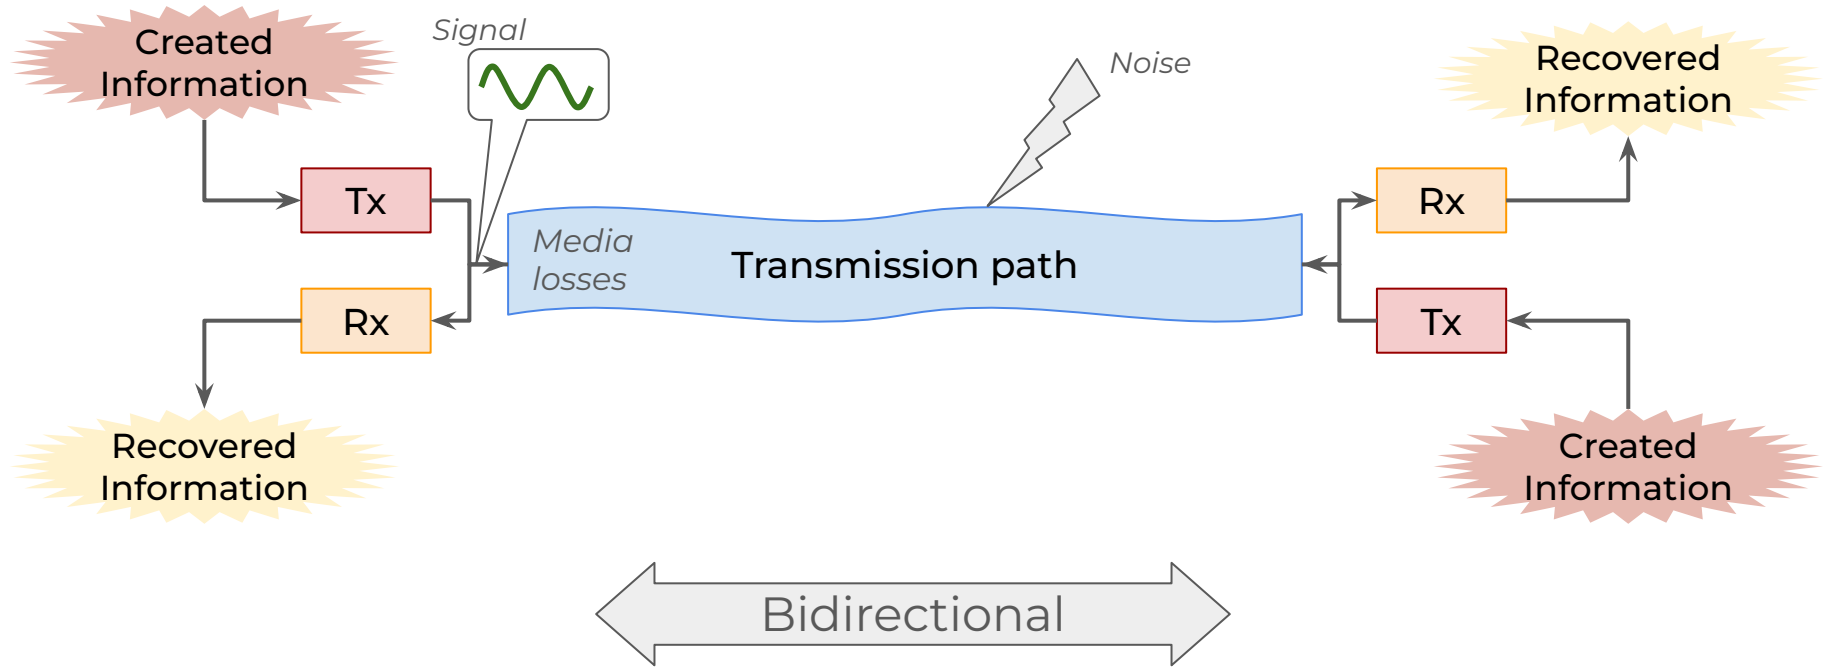 Created
Information
Signal
Noise
Recovered
Information
Tx
Rx
Media
losses
Transmission path
Rx
Tx
Recovered
Information
Created
Information
Bidirectional